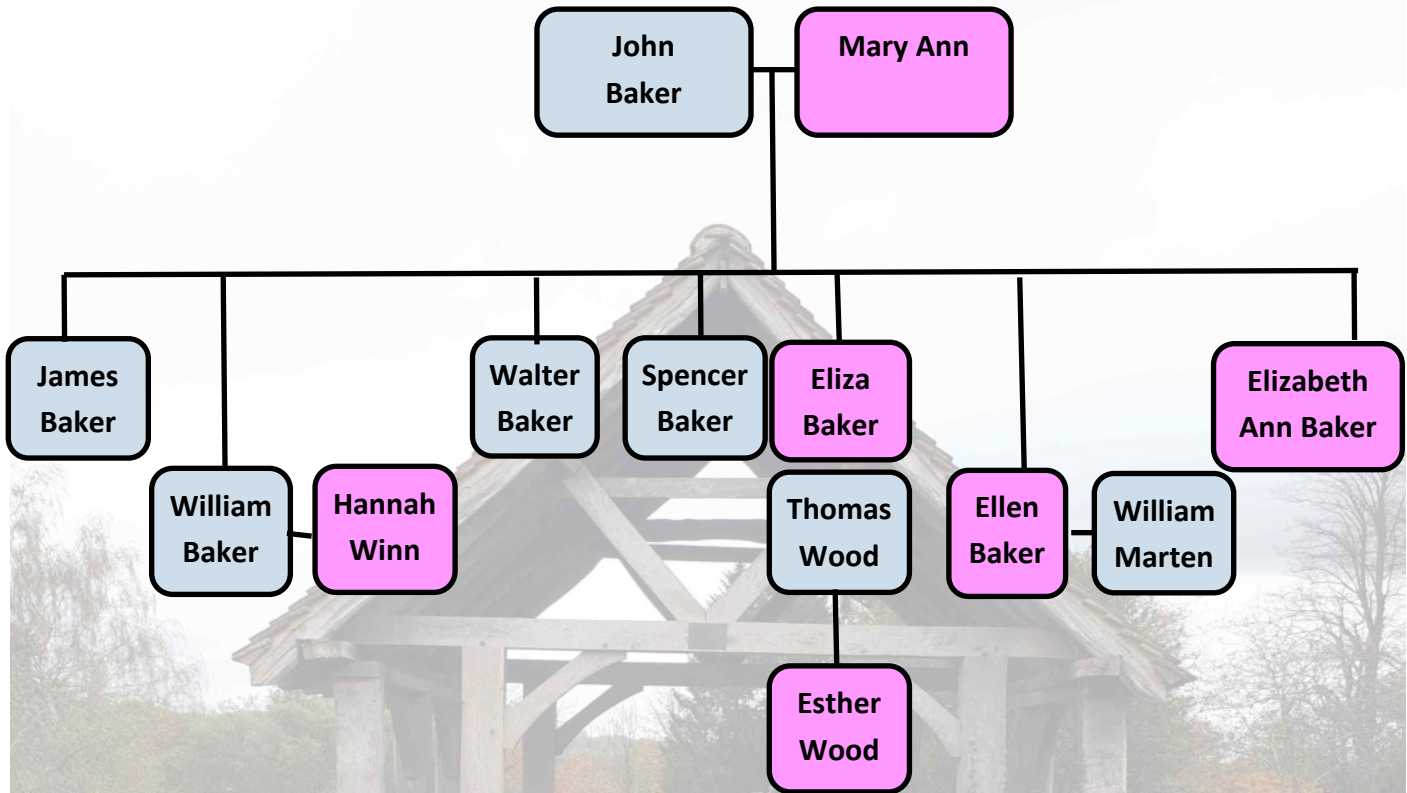 John
Baker
Mary Ann
James
Baker
William
Baker
Hannah
Winn
Walter
Baker
Spencer
Baker
Eliza
Baker
Thomas
Wood
Esther
Wood
Ellen
Baker
William
Marten
Elizabeth
Ann Baker